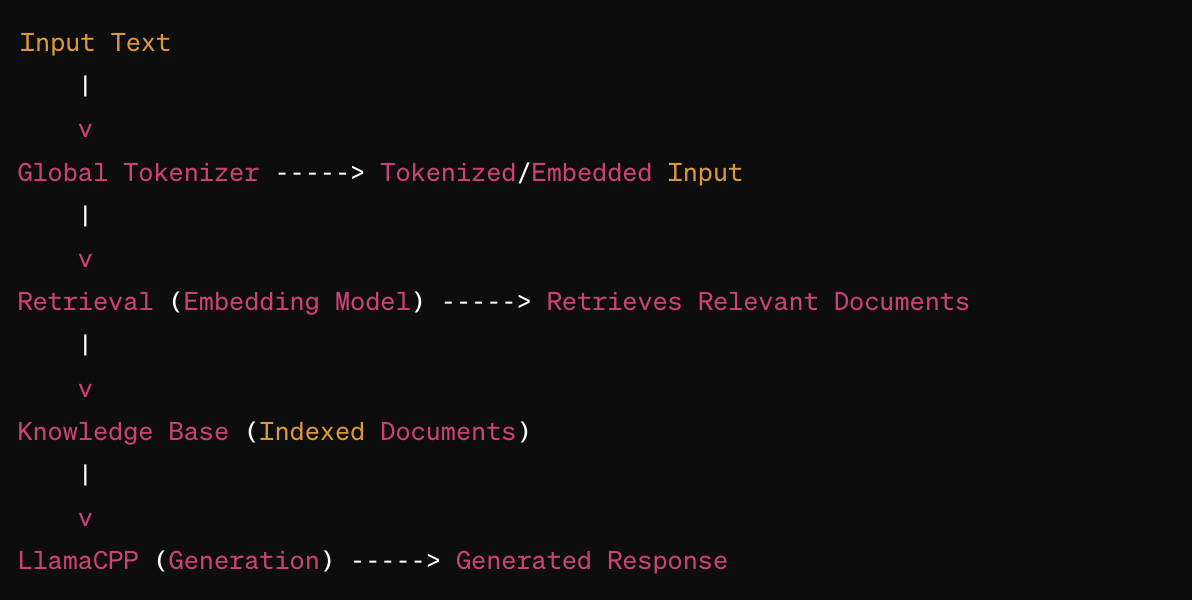 Input Text
|
v
Global Tokenizer -----> Tokenized/Embedded Input
|
v
Retrieval (Embedding Model) -----> Retrieves Relevant Documents
|
v
Knowledge Base (Indexed Documents)
|
v
LlamaCPP (Generation) -----> Generated Response